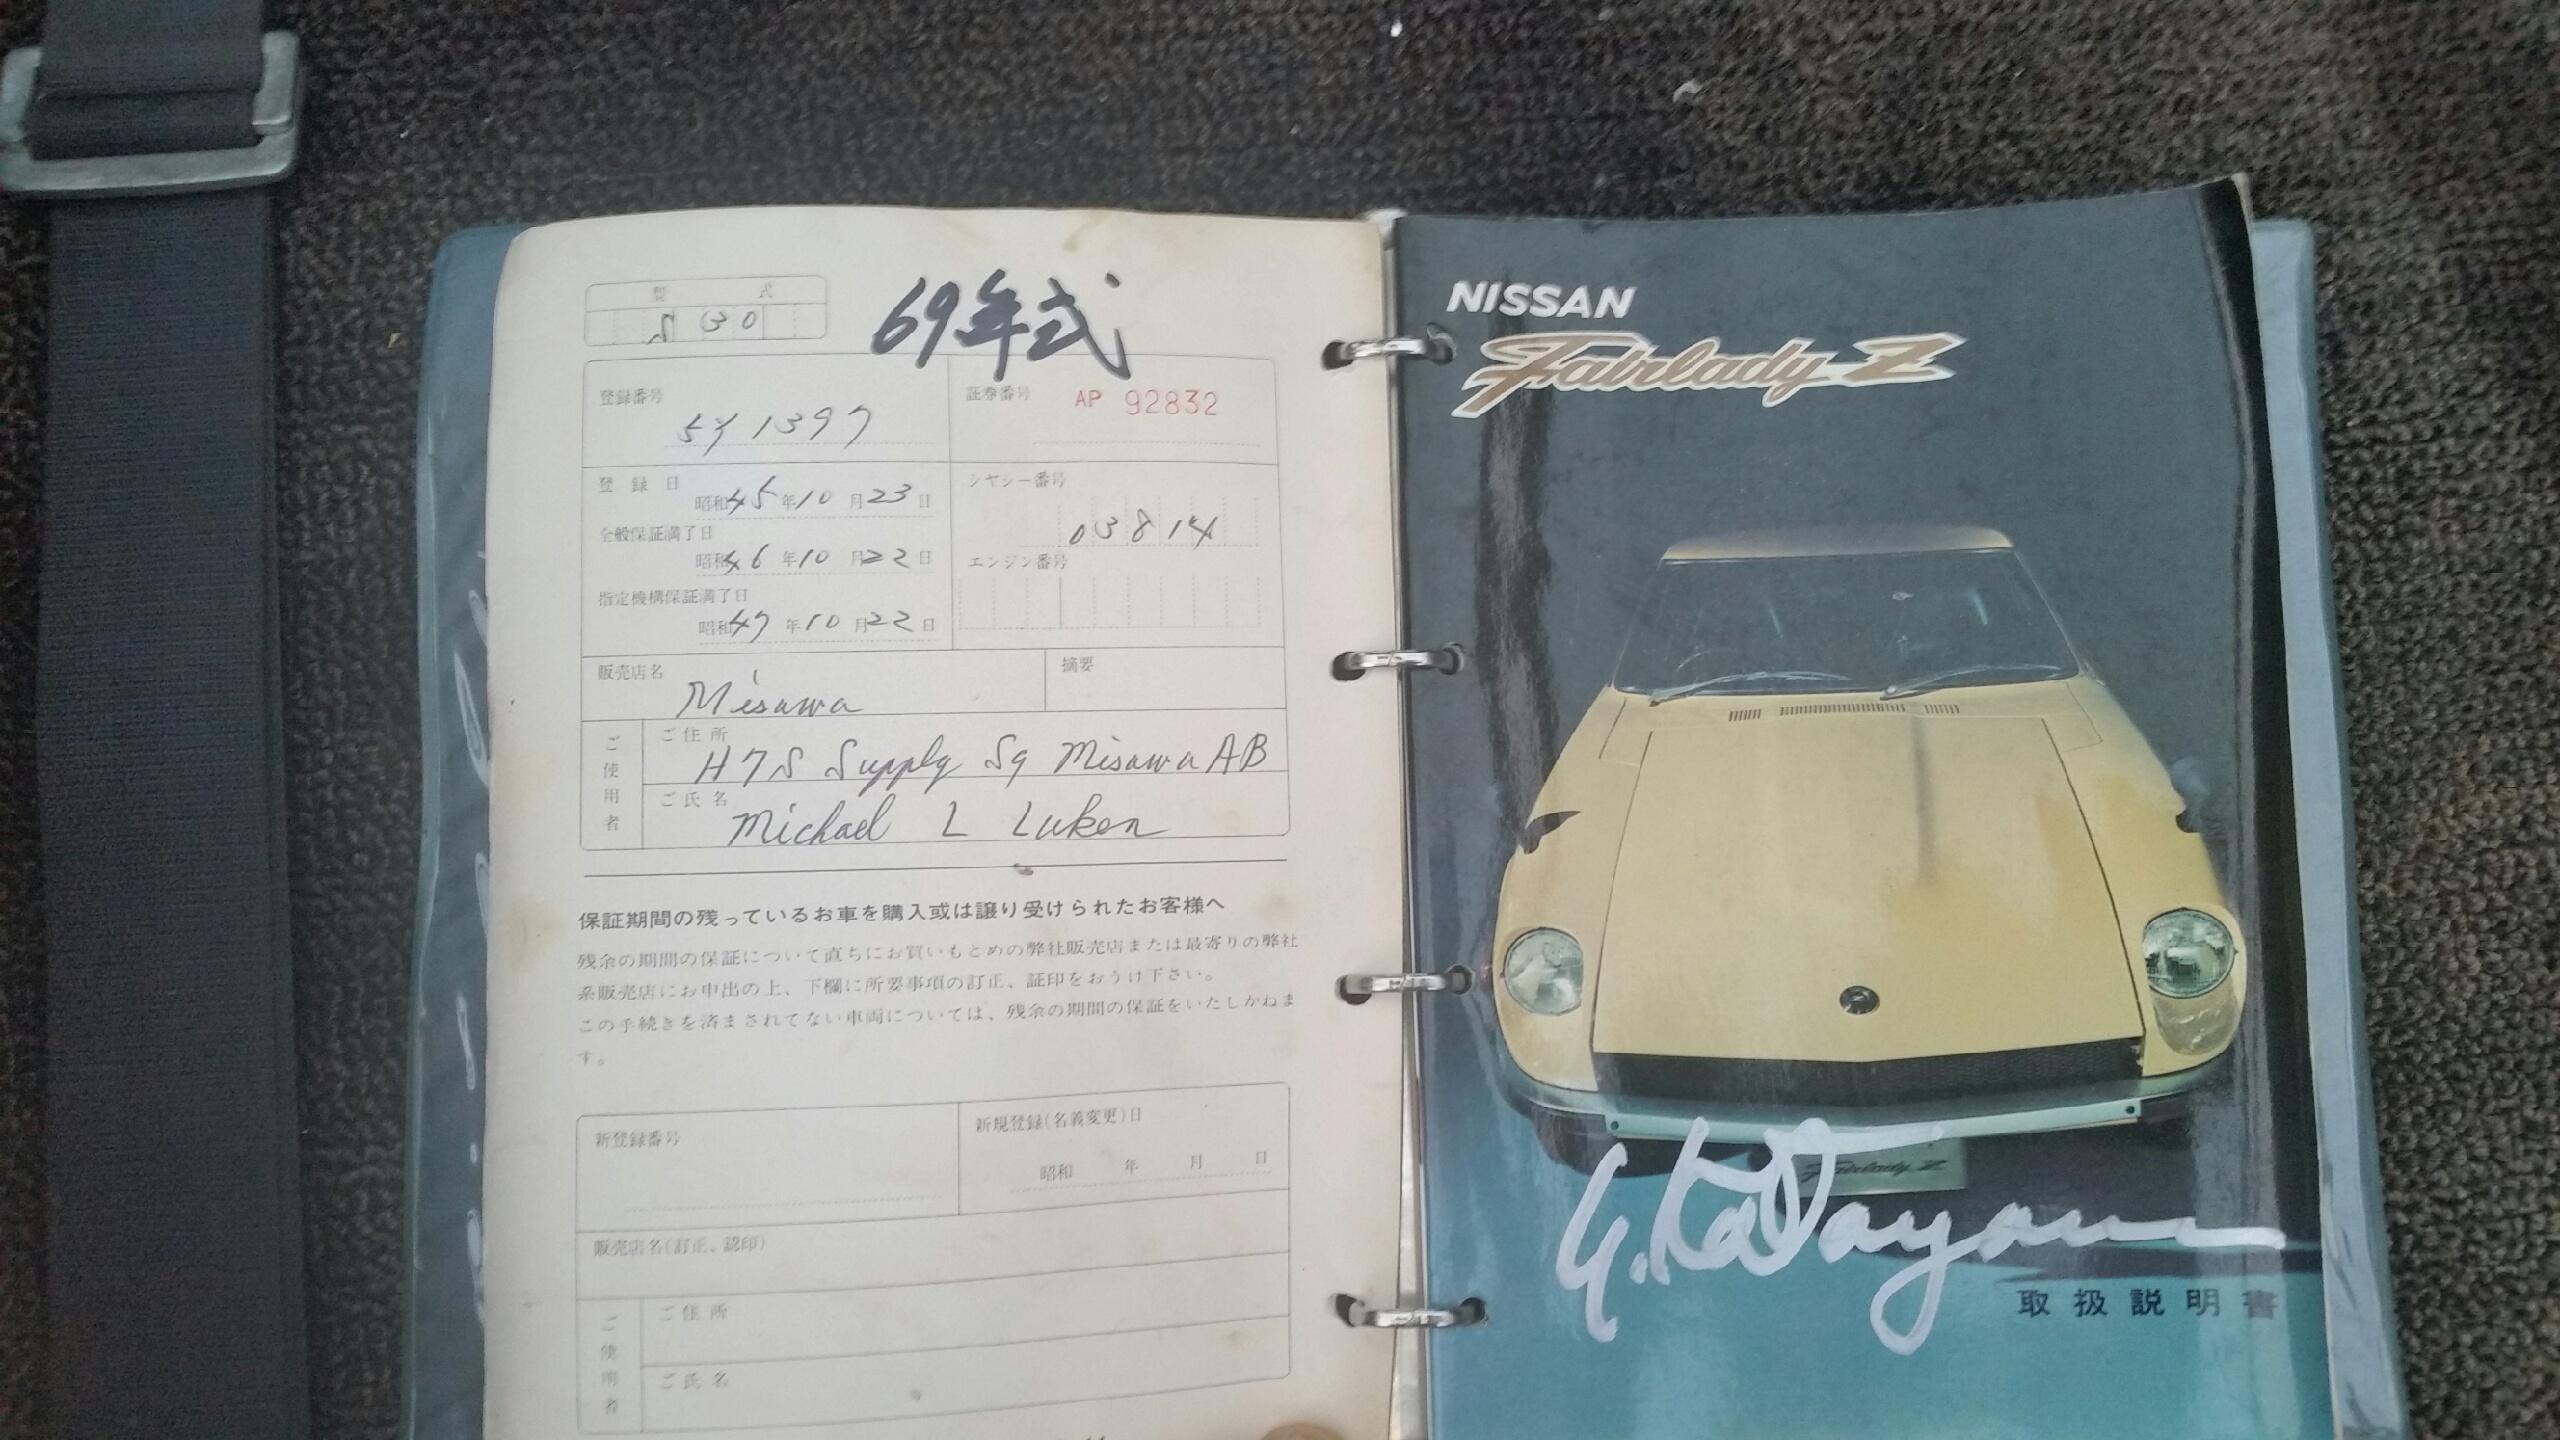 型 式
S 30
69年式
登録番号
5Y 1397
証券番号
AP 92832
登録日
昭和45年10月23日
全般保証満了日
昭和46年10月22日
指定機構保証満了日
昭和47年10月22日
シヤシー番号
03814
エンジン番号
販売店名
Misawa
摘要
ご使用者
ご住所
H7S Supply Sq Misawa AB
ご氏名
Michael L Luken
保証期間の残っているお車を購入或は譲り受けられたお客様へ
残余の期間の保証について直ちにお買いもとめの弊社販売店または最寄りの弊社
系販売店にお申出の上、下欄に所要事項の訂正、証印をおうけ下さい。
この手続きを済まされてない車両については、残余の期間の保証をいたしかねま
す。
新登録番号
新規登録(名義変更)日
昭和 年 月 日
販売店名(訂正、認印)
ご使用者
ご住所
ご氏名
NISSAN
Fairlady Z
Fairlady Z
Y. Katayama
取扱説明書